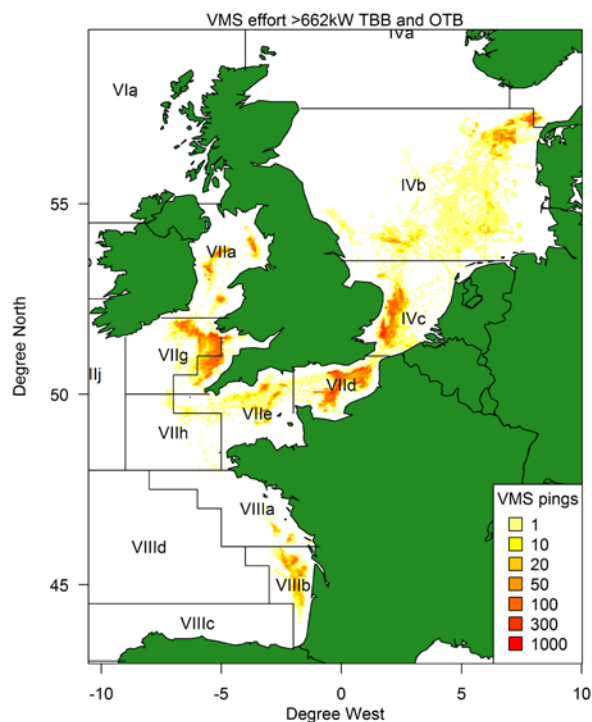 VMS effort >662kW TBB and OTB
IVa
VIa
IVb
55
VIIa
IVc
VIIg
IIj
50
VIId
VIIe
VIIh
VIIIa
VIIId
VIIIb
45
VIIIc
VMS pings
1
10
20
50
100
300
1000
-10 -5 0 5 10
Degree West
Degree North